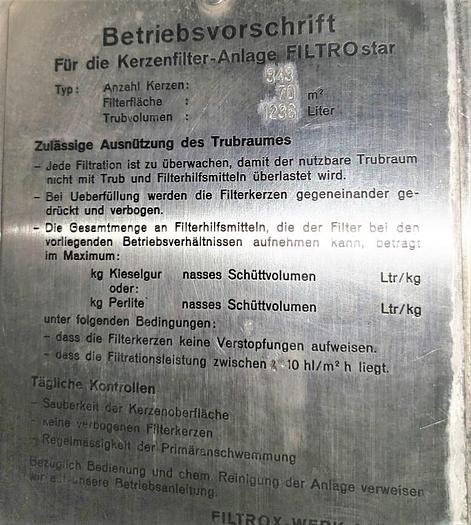 Betriebsvorschrift
Für die Kerzenfilter-Anlage FILTROstar
Typ: Anzahl Kerzen: 343
Filterfläche : 70 m²
Trubvolumen : 1236 Liter
Zulässige Ausnützung des Trubraumes
– Jede Filtration ist zu überwachen, damit der nutzbare Trubraum
nicht mit Trub und Filterhilfsmitteln überlastet wird.
– Bei Ueberfüllung werden die Filterkerzen gegeneinander ge-
drückt und verbogen.
– Die Gesamtmenge an Filterhilfsmitteln, die der Filter bei den
vorliegenden Betriebsverhältnissen aufnehmen kann, beträgt
im Maximum:
kg Kieselgur nasses Schüttvolumen Ltr/kg
oder:
kg Perlite nasses Schüttvolumen Ltr/kg
unter folgenden Bedingungen:
– dass die Filterkerzen keine Verstopfungen aufweisen.
– dass die Filtrationsleistung zwischen 10 hl/m² h liegt.
Tägliche Kontrollen
– Sauberkeit der Kerzenoberfläche
– keine verbogenen Filterkerzen
– Regelmässigkeit der Primäranschwemmung
Bezüglich Bedienung und chem. Reinigung der Anlage verweisen
wir auf unsere Betriebsanleitung.
FILTROX-WERK